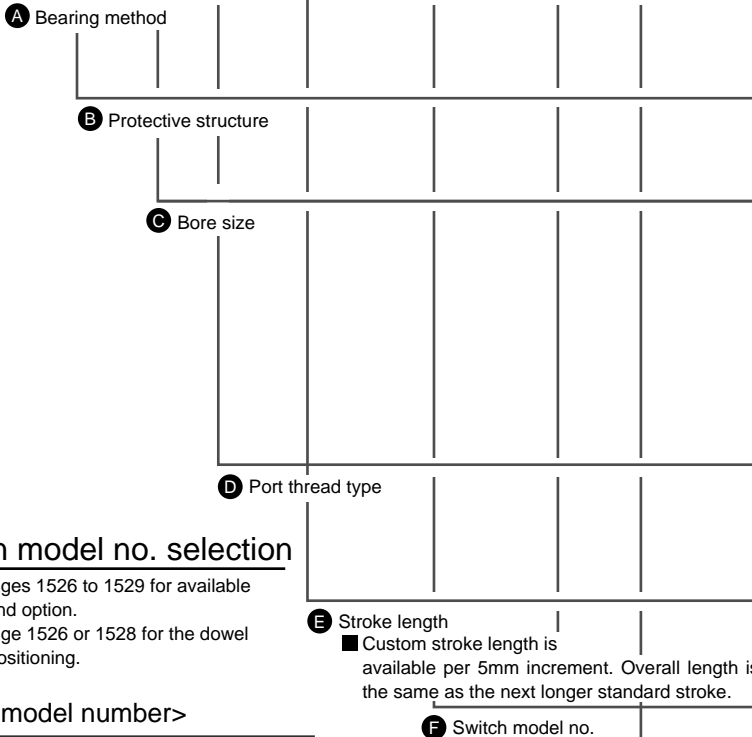 A Bearing method
B Protective structure
C Bore size
D Port thread type
model no. selection
ges 1526 to 1529 for available
nd option.
ge 1526 or 1528 for the dowel
ositioning.
E Stroke length
■ Custom stroke length is
available per 5mm increment. Overall length is
the same as the next longer standard stroke.
model number>
F Switch model no.